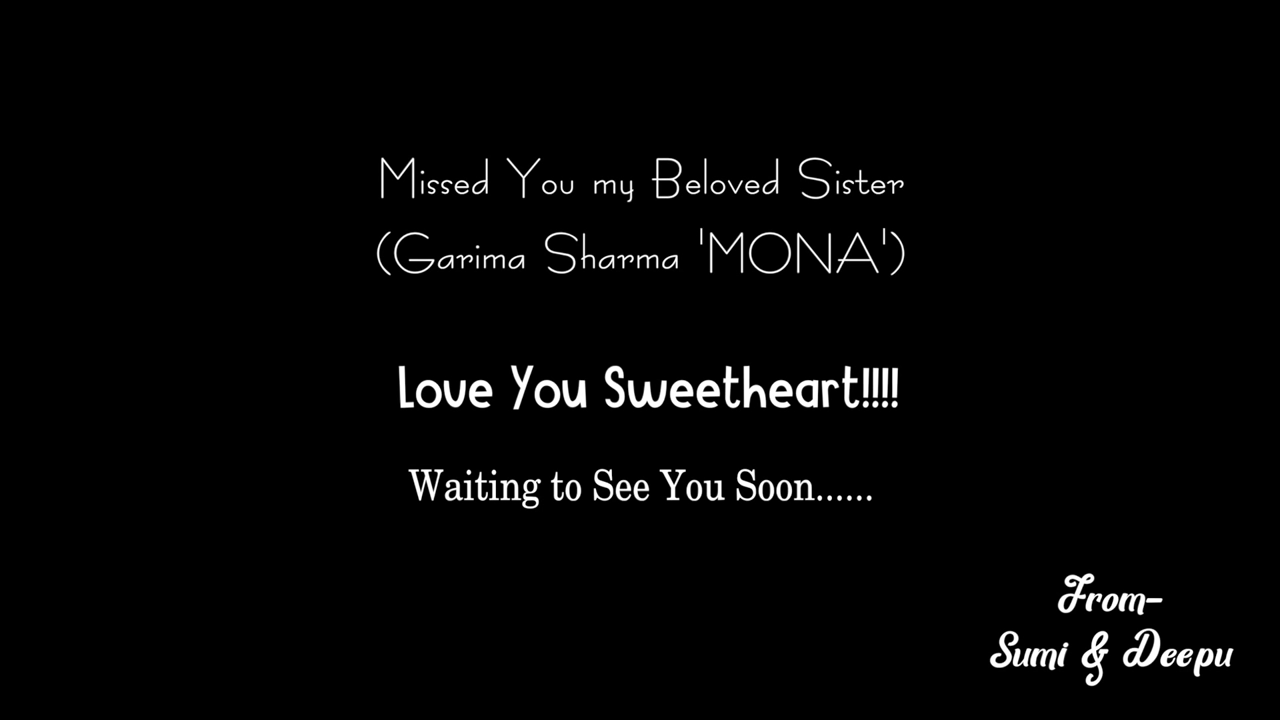 Missed You my Beloved Sister
(Garima Sharma 'MONA')
Love You Sweetheart!!!!
Waiting to See You Soon......
From-
Sumi & Deepu